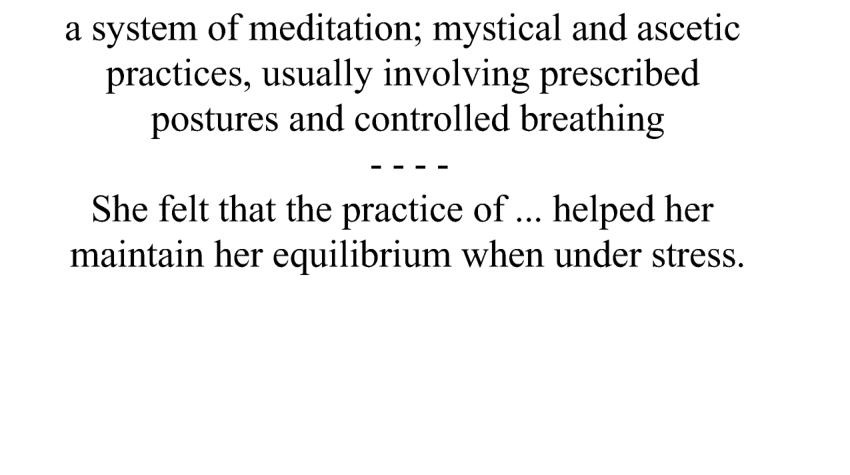 a system of meditation; mystical and ascetic
practices, usually involving prescribed
postures and controlled breathing
- - - -
She felt that the practice of ... helped her
maintain her equilibrium when under stress.